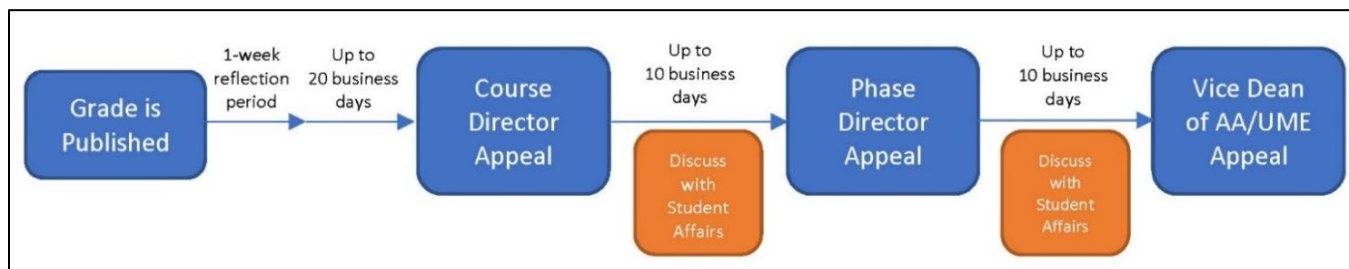 Grade is
Published
1-week
reflection
period
Up to
20 business
days
Course
Director
Appeal
Up to
10 business
days
Discuss
with
Student
Affairs
Phase
Director
Appeal
Up to
10 business
days
Discuss
with
Student
Affairs
Vice Dean
of AA/UME
Appeal